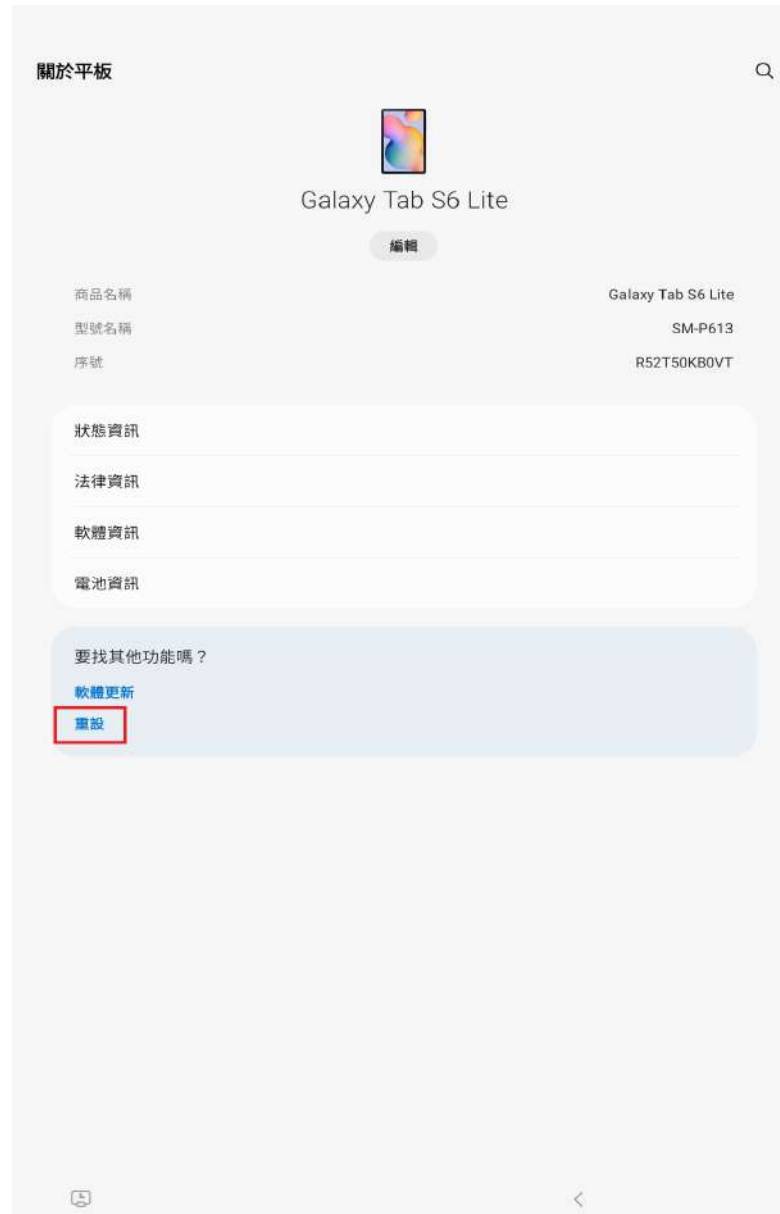 關於平板
Galaxy Tab S6 Lite
編輯
商品名稱 Galaxy Tab S6 Lite
型號名稱 SM-P613
序號 R52T50KB0VT
狀態資訊
法律資訊
軟體資訊
電池資訊
要找其他功能嗎？
軟體更新
重設